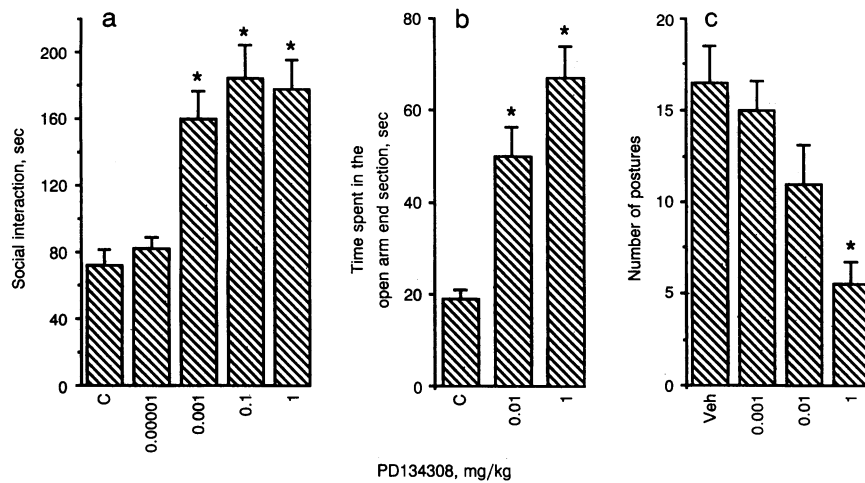 a
Social interaction, sec
200
160
120
80
40
0
*
*
*
C
0.00001
0.001
0.1
1
b
Time spent in the
open arm end section, sec
80
60
40
20
0
*
*
C
0.01
1
c
Number of postures
20
15
10
5
0
*
Veh
0.001
0.01
1
PD134308, mg/kg